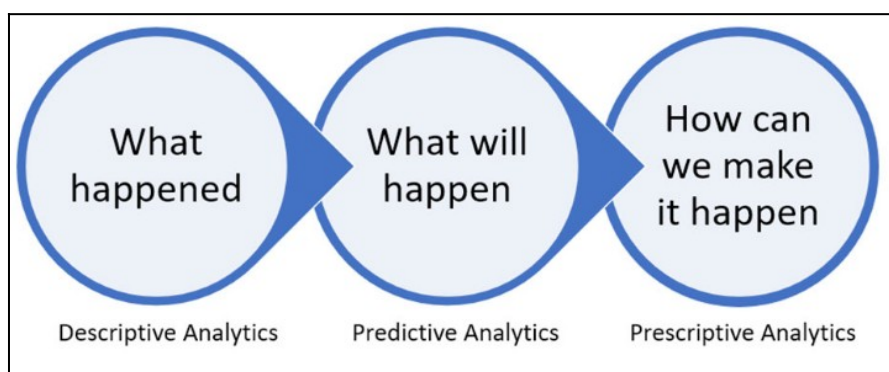 What
happened
What will
happen
How can
we make
it happen
Descriptive Analytics
Predictive Analytics
Prescriptive Analytics